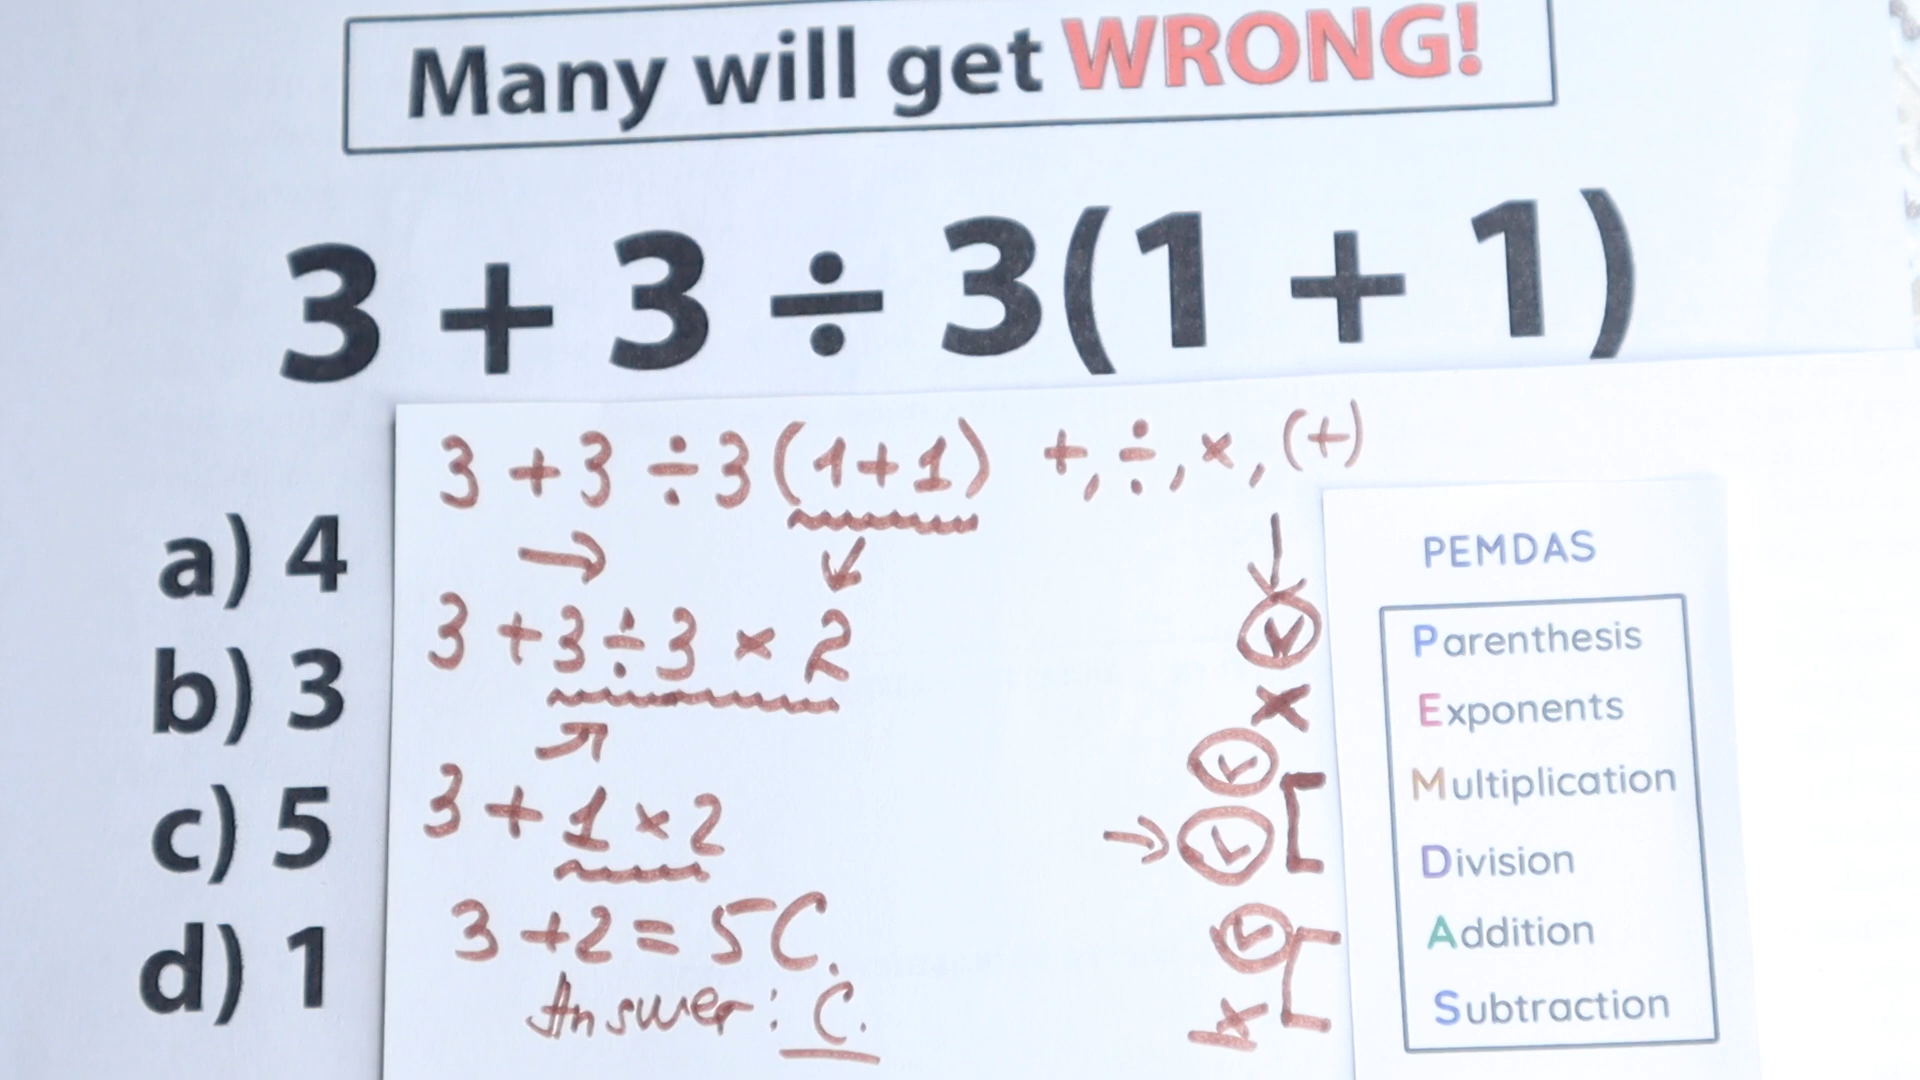 Many will get WRONG!
3 + 3 ÷ 3(1 + 1)
a) 4
b) 3
c) 5
d) 1
3 + 3 ÷ 3 (1+1) +, ÷, ×, (+)
3 + 3 ÷ 3 × 2
3 + 1 × 2
3 + 2 = 5 C.
Answer: C.
PEMDAS
Parenthesis
Exponents
Multiplication
Division
Addition
Subtraction